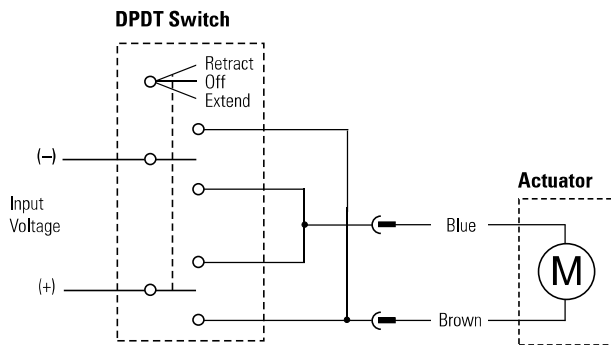 DPDT Switch
Retract
Off
Extend
(–)
Input
Voltage
(+)
Actuator
Blue
M
Brown